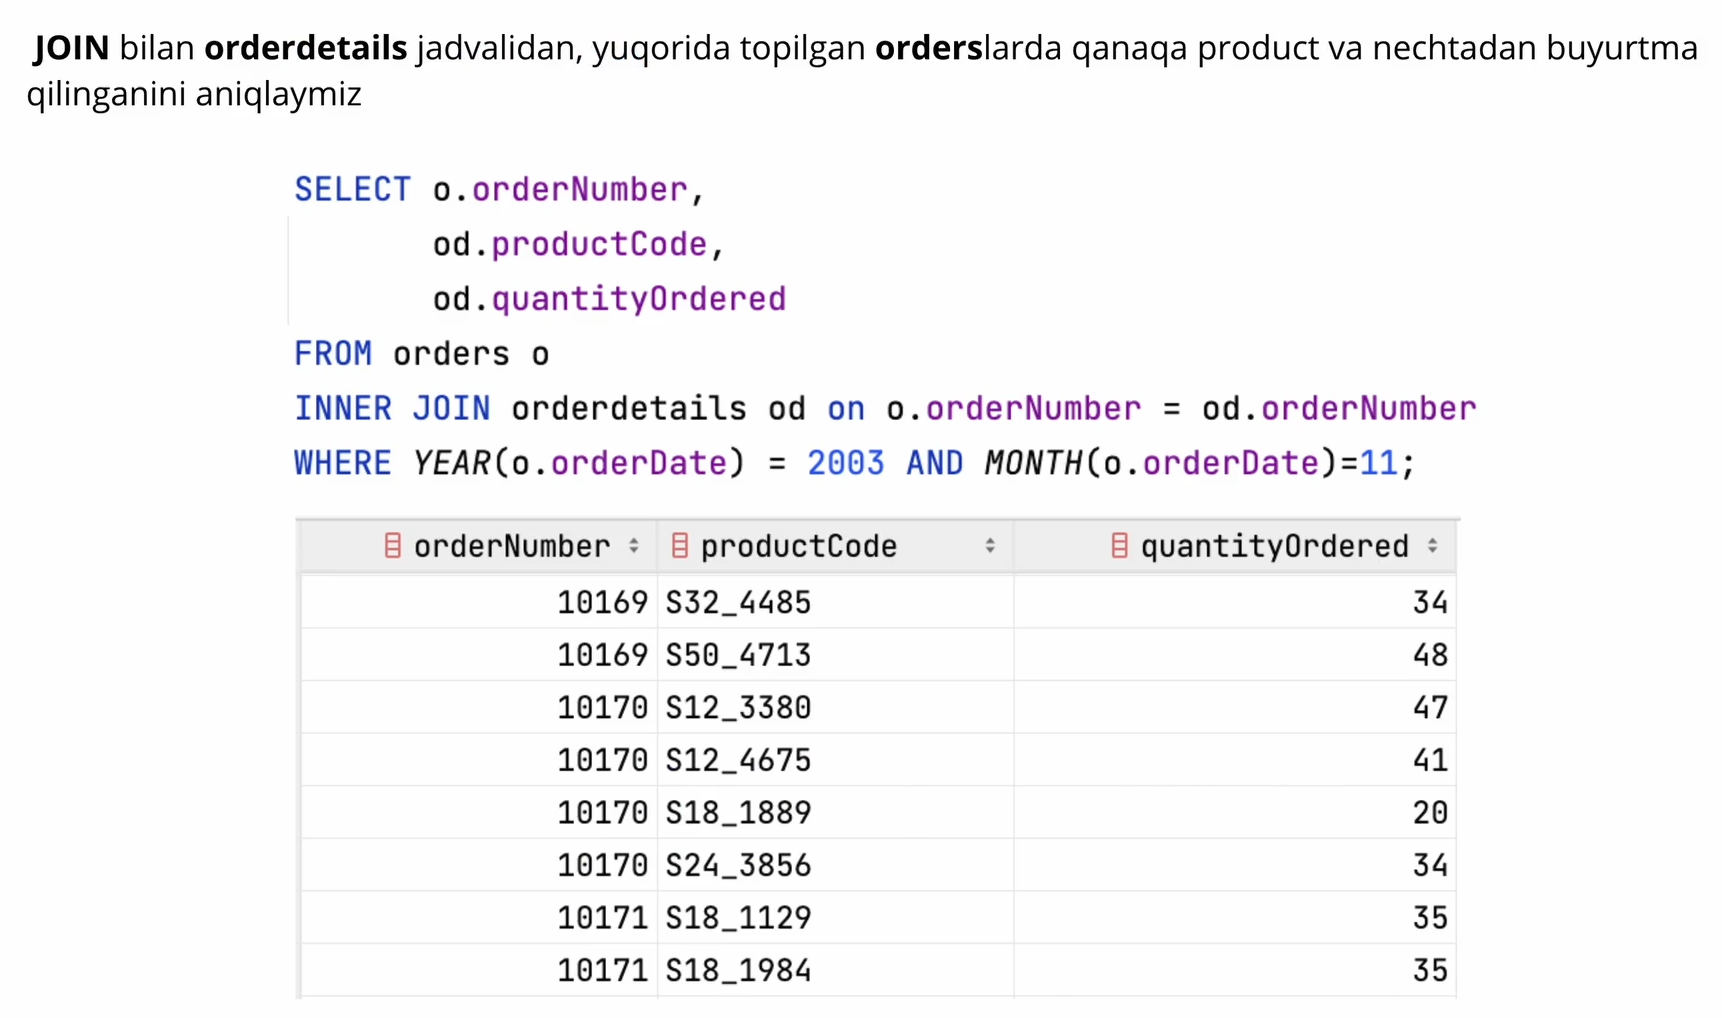 JOIN bilan orderdetails jadvalidan, yuqorida topilgan orderslarda qanaqa product va nechtadan buyurtma
qilinganini aniqlaymiz
SELECT o.orderNumber,
od.productCode,
od.quantityOrdered
FROM orders o
INNER JOIN orderdetails od on o.orderNumber = od.orderNumber
WHERE YEAR(o.orderDate) = 2003 AND MONTH(o.orderDate)=11;
orderNumber productCode quantityOrdered
10169 S32_4485 34
10169 S50_4713 48
10170 S12_3380 47
10170 S12_4675 41
10170 S18_1889 20
10170 S24_3856 34
10171 S18_1129 35
10171 S18_1984 35